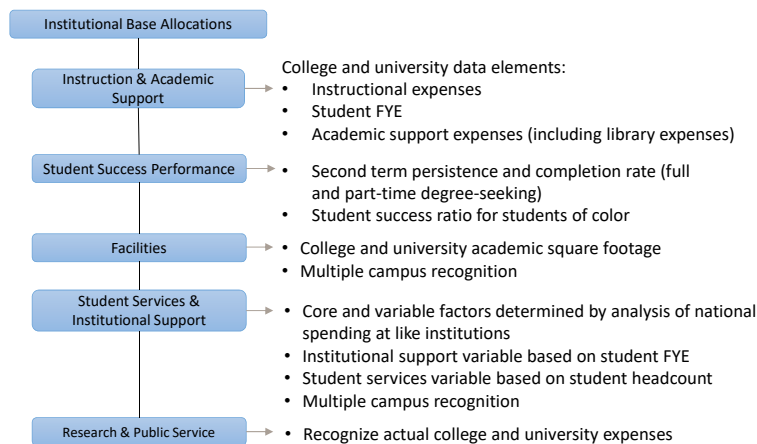 Institutional Base Allocations
Instruction & Academic
Support
College and university data elements:
• Instructional expenses
• Student FYE
• Academic support expenses (including library expenses)
Student Success Performance
• Second term persistence and completion rate (full
and part-time degree-seeking)
• Student success ratio for students of color
Facilities
• College and university academic square footage
• Multiple campus recognition
Student Services &
Institutional Support
• Core and variable factors determined by analysis of national
spending at like institutions
• Institutional support variable based on student FYE
• Student services variable based on student headcount
• Multiple campus recognition
Research & Public Service
• Recognize actual college and university expenses